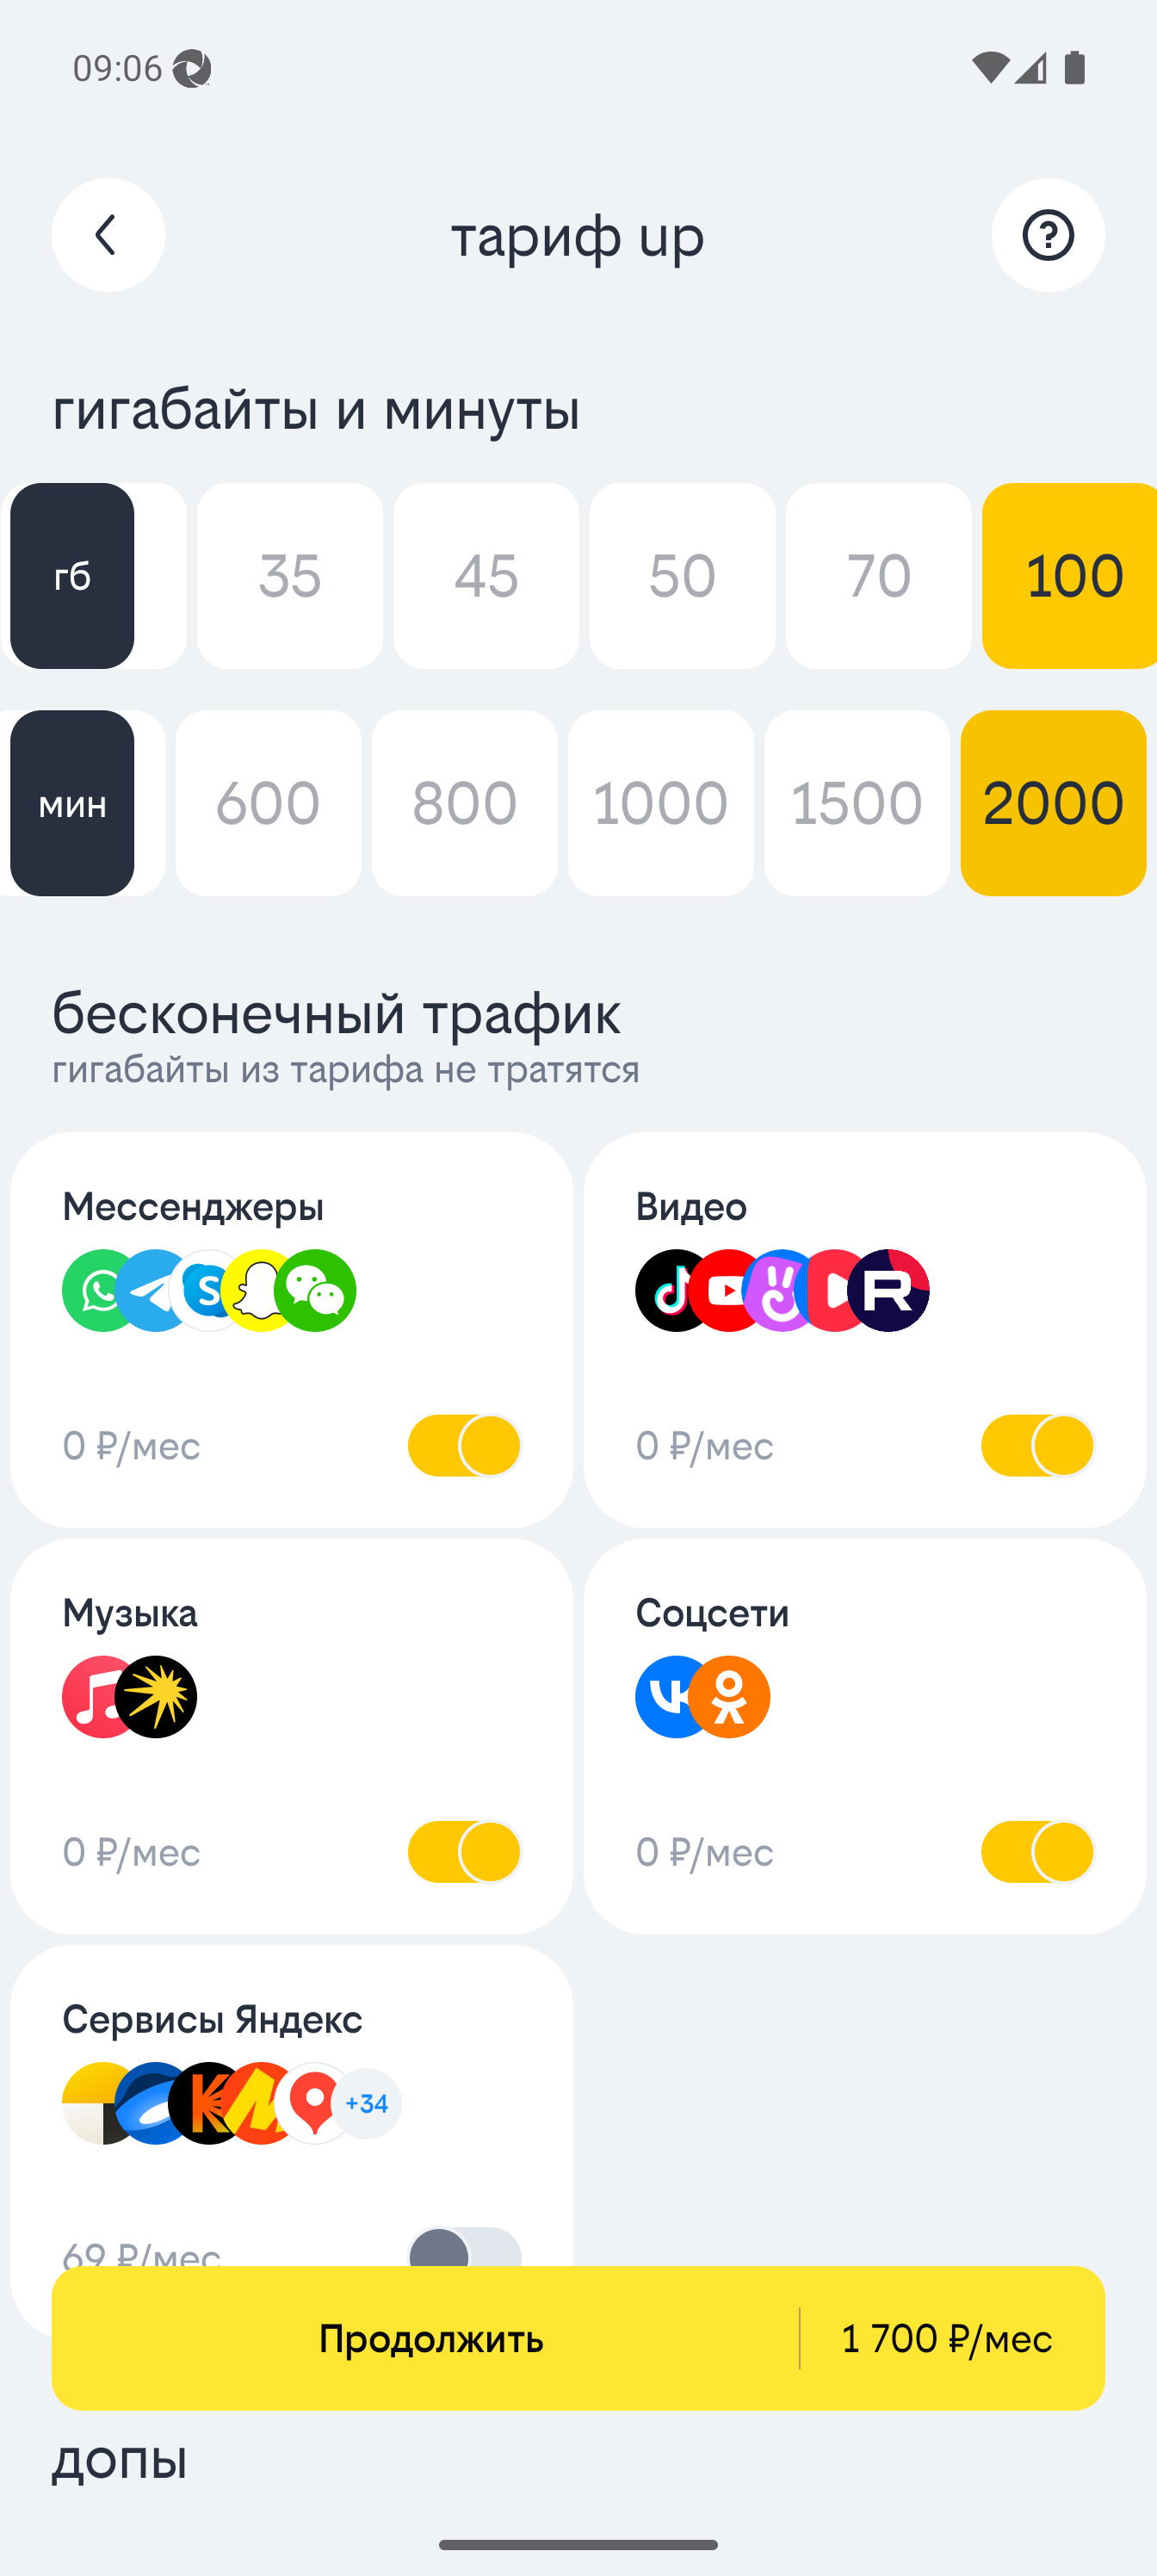 09:06
тариф up
гигабайты и минуты
гб 35 45 50 70 100
мин 600 800 1000 1500 2000
бесконечный трафик
гигабайты из тарифа не тратятся
Мессенджеры
0 ₽/мес
Видео
0 ₽/мес
Музыка
0 ₽/мес
Соцсети
0 ₽/мес
Сервисы Яндекс
+34
69 ₽/мес
Продолжить 1 700 ₽/мес
допы